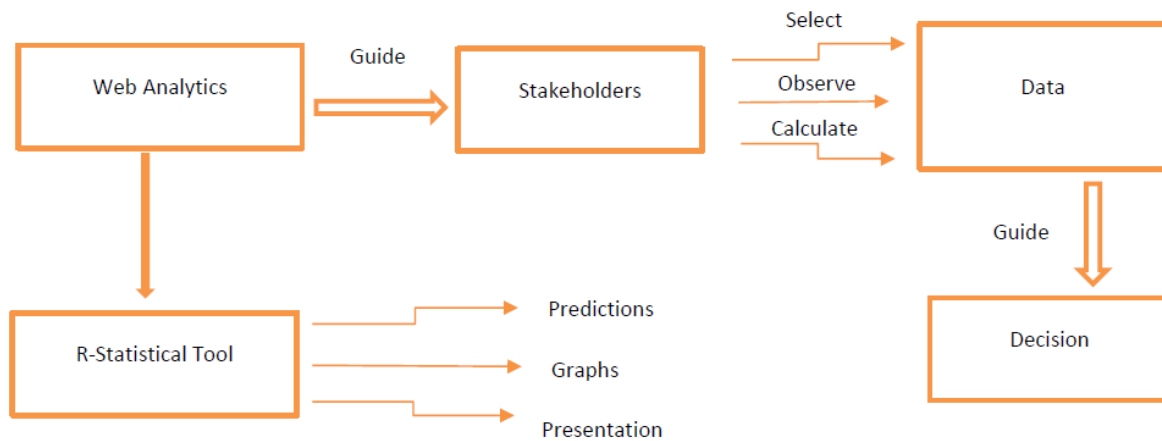 Web Analytics
Guide
Stakeholders
Select
Observe
Calculate
Data
Guide
Decision
R-Statistical Tool
Predictions
Graphs
Presentation